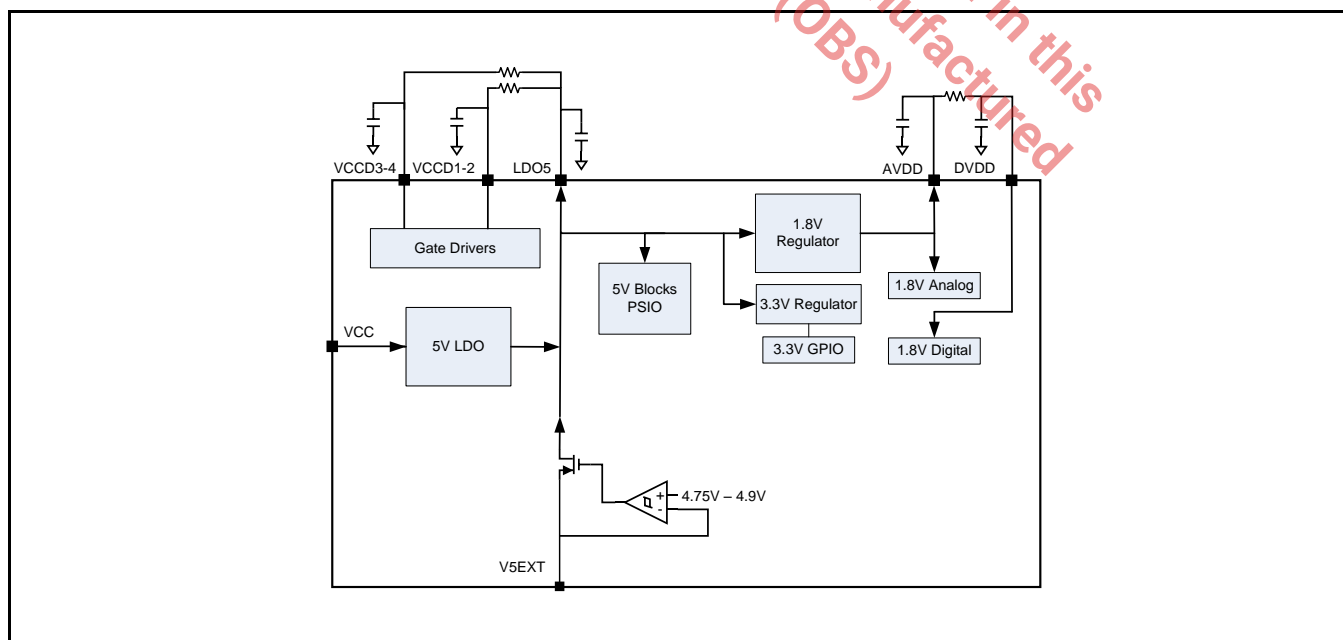 in this
nufactured
(OBS)
VCCD3-4
VCCD1-2
LDO5
AVDD
DVDD
Gate Drivers
1.8V
Regulator
5V Blocks
PSIO
3.3V Regulator
3.3V GPIO
1.8V Analog
1.8V Digital
VCC
5V LDO
+
-
4.75V – 4.9V
V5EXT